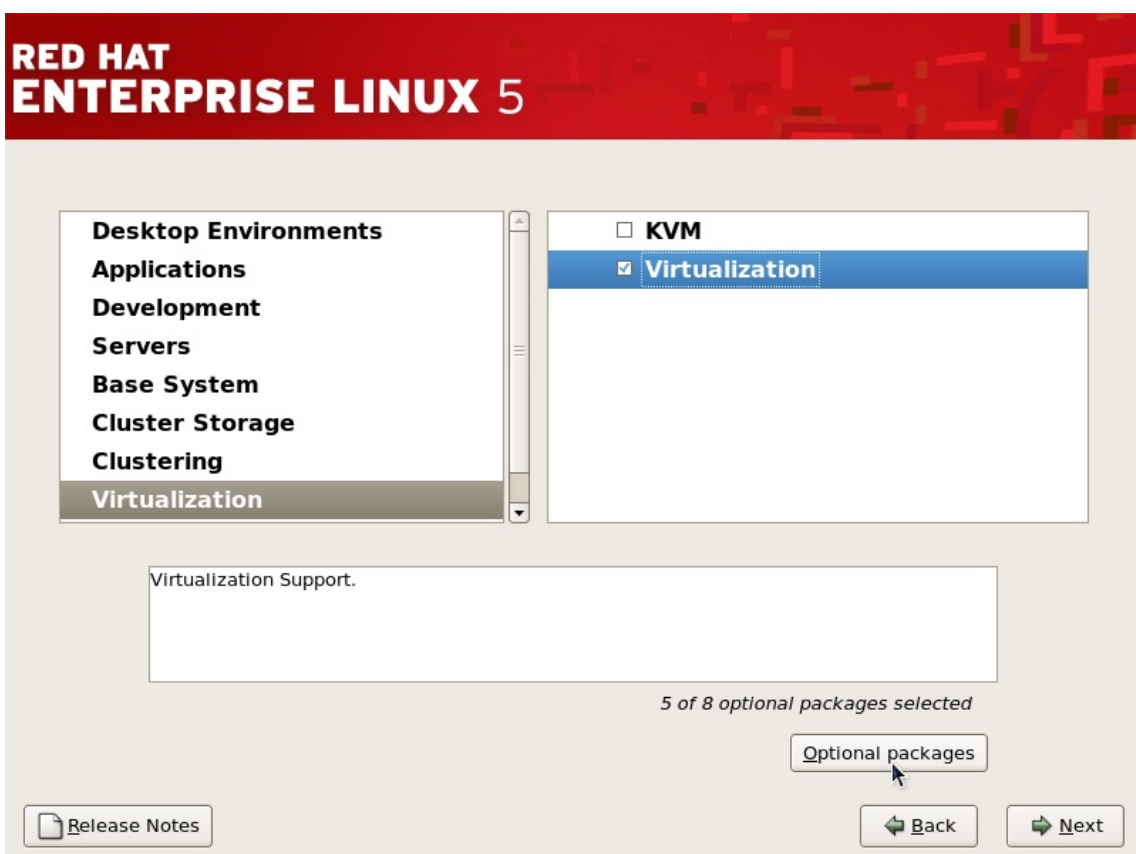 RED HAT
ENTERPRISE LINUX 5
Desktop Environments
Applications
Development
Servers
Base System
Cluster Storage
Clustering
Virtualization
KVM
Virtualization
Virtualization Support.
5 of 8 optional packages selected
Optional packages
Release Notes
Back
Next